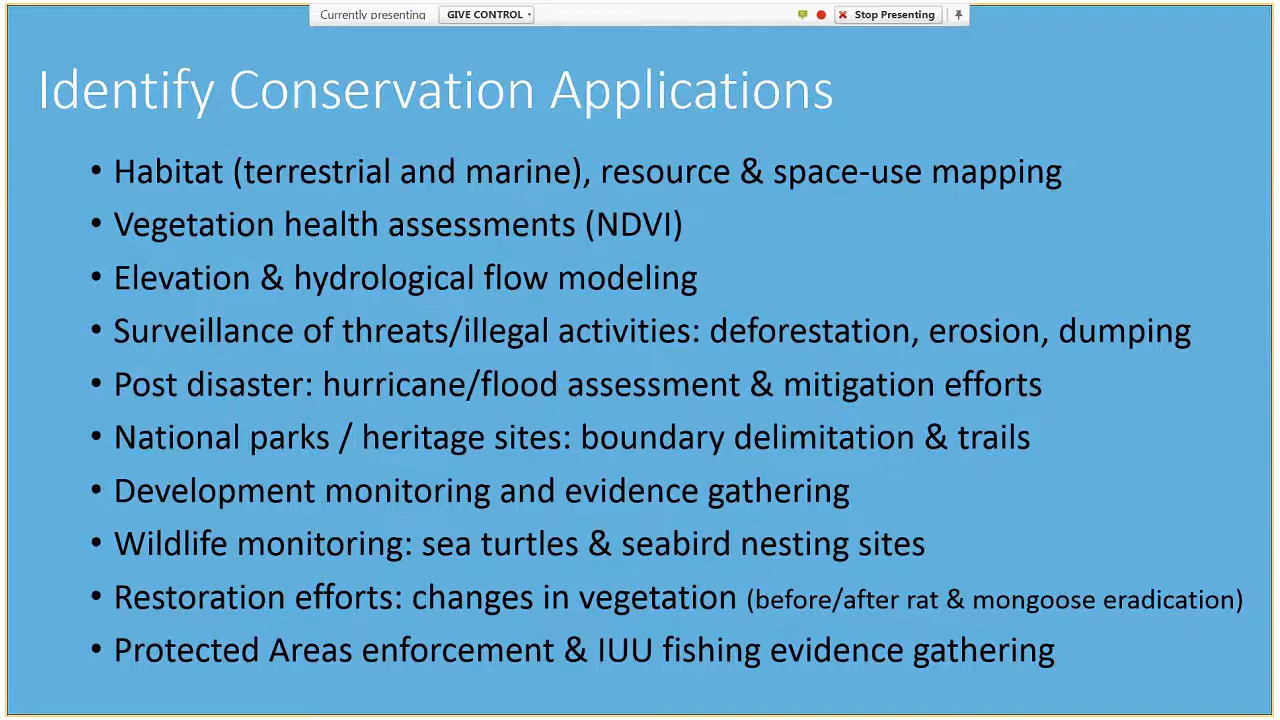 Currently presenting GIVE CONTROL Stop Presenting
Identify Conservation Applications
• Habitat (terrestrial and marine), resource & space-use mapping
• Vegetation health assessments (NDVI)
• Elevation & hydrological flow modeling
• Surveillance of threats/illegal activities: deforestation, erosion, dumping
• Post disaster: hurricane/flood assessment & mitigation efforts
• National parks / heritage sites: boundary delimitation & trails
• Development monitoring and evidence gathering
• Wildlife monitoring: sea turtles & seabird nesting sites
• Restoration efforts: changes in vegetation (before/after rat & mongoose eradication)
• Protected Areas enforcement & IUU fishing evidence gathering